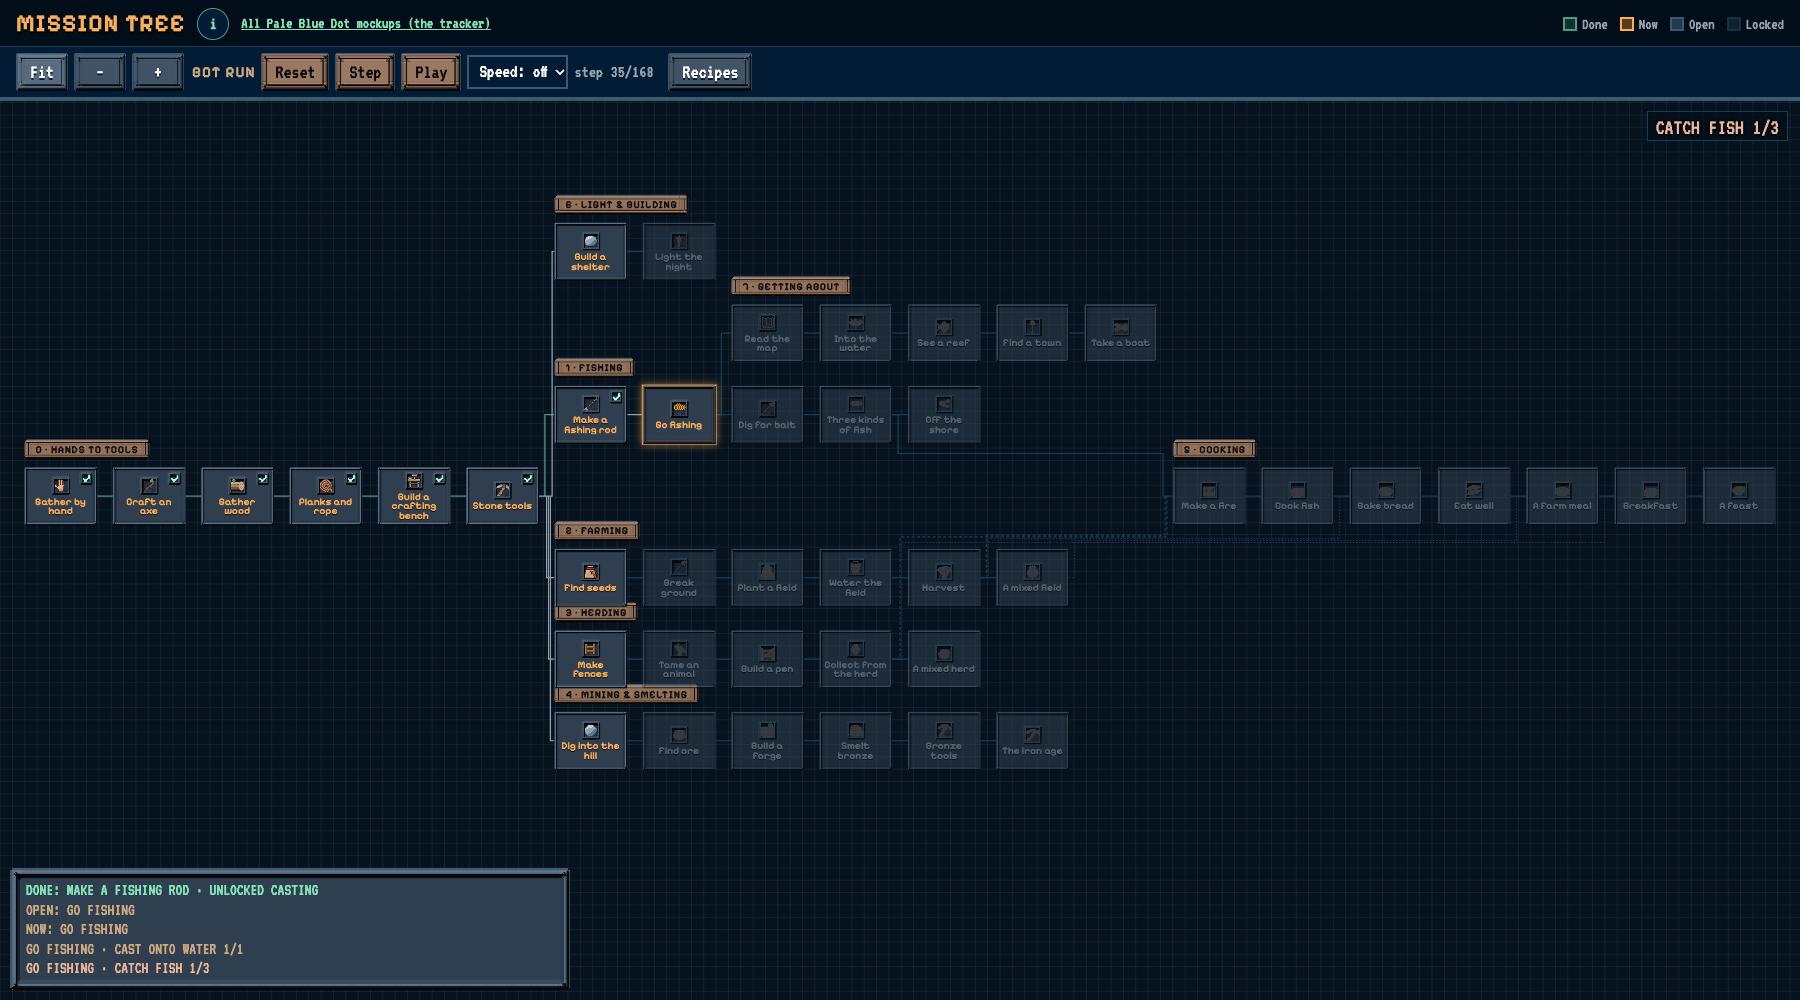 MISSION TREE
i
All Pale Blue Dot mockups (the tracker)
Done
Now
Open
Locked
Fit
-
+
BOT RUN
Reset
Step
Play
Speed: off
step 35/168
Recipes
CATCH FISH 1/3
6 · LIGHT & BUILDING
Build a
shelter
Light the
night
7 · GETTING ABOUT
Read the
map
Into the
water
See a reef
Find a town
Take a boat
1 · FISHING
Make a
fishing rod
Go fishing
Dig for bait
Three kinds
of fish
Off the
shore
0 · HANDS TO TOOLS
Gather by
hand
Craft an
axe
Gather
wood
Planks and
rope
Build a
crafting
bench
Stone tools
5 · COOKING
Make a fire
Cook fish
Bake bread
Eat well
A farm meal
Breakfast
A feast
2 · FARMING
Find seeds
Break
ground
Plant a field
Water the
field
Harvest
A mixed field
3 · HERDING
Make
fences
Tame an
animal
Build a pen
Collect from
the herd
A mixed herd
4 · MINING & SMELTING
Dig into the
hill
Find ore
Build a
forge
Smelt
bronze
Bronze
tools
The iron age
DONE: MAKE A FISHING ROD · UNLOCKED CASTING
OPEN: GO FISHING
NOW: GO FISHING
GO FISHING · CAST ONTO WATER 1/1
GO FISHING · CATCH FISH 1/3